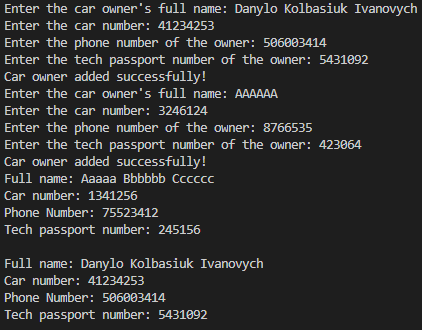 Enter the car owner's full name: Danylo Kolbasiuk Ivanovych
Enter the car number: 41234253
Enter the phone number of the owner: 506003414
Enter the tech passport number of the owner: 5431092
Car owner added successfully!
Enter the car owner's full name: AAAAAA
Enter the car number: 3246124
Enter the phone number of the owner: 8766535
Enter the tech passport number of the owner: 423064
Car owner added successfully!
Full name: Aaaaa Bbbbbb Cccccc
Car number: 1341256
Phone Number: 75523412
Tech passport number: 245156
Full name: Danylo Kolbasiuk Ivanovych
Car number: 41234253
Phone Number: 506003414
Tech passport number: 5431092